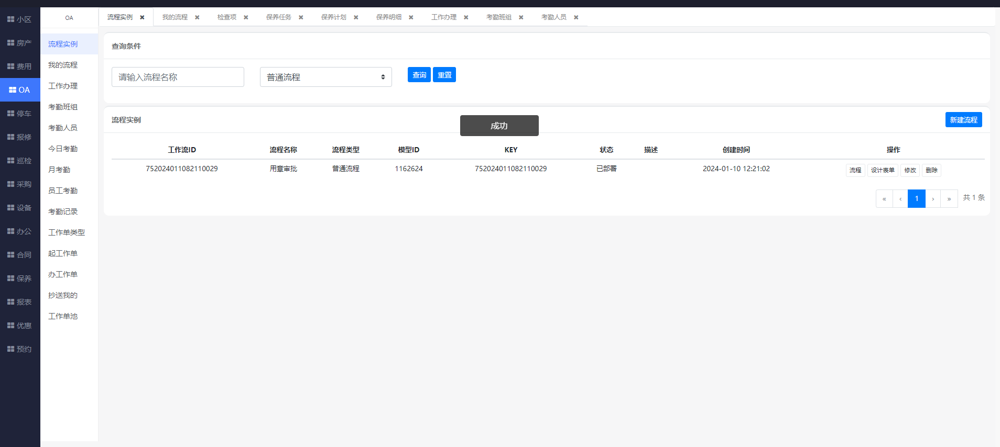 小区
房产
费用
OA
停车
报修
巡检
采购
设备
办公
合同
保养
报表
优惠
预约
OA
流程实例
我的流程
工作办理
考勤班组
考勤人员
今日考勤
月考勤
员工考勤
考勤记录
工作单类型
起工作单
办工作单
抄送我的
工作单池
流程实例 ✖ 我的流程 ✖ 检查项 ✖ 保养任务 ✖ 保养计划 ✖ 保养明细 ✖ 工作办理 ✖ 考勤班组 ✖ 考勤人员 ✖
查询条件
请输入流程名称 普通流程 查询 重置
流程实例 新建流程
成功
工作流ID 流程名称 流程类型 模型ID KEY 状态 描述 创建时间 操作
752024011082110029 用章审批 普通流程 1162624 752024011082110029 已部署 2024-01-10 12:21:02 流程 设计表单 修改 删除
« ‹ 1 › » 共 1 条